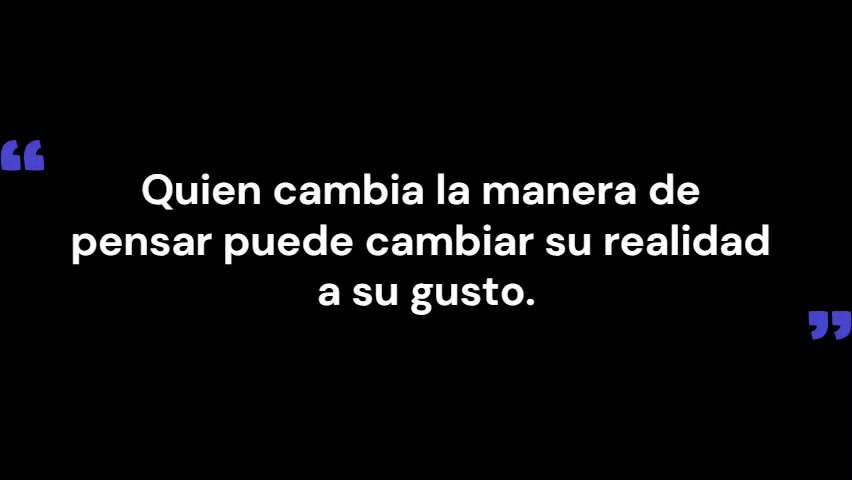 “
Quien cambia la manera de
pensar puede cambiar su realidad
a su gusto.
”